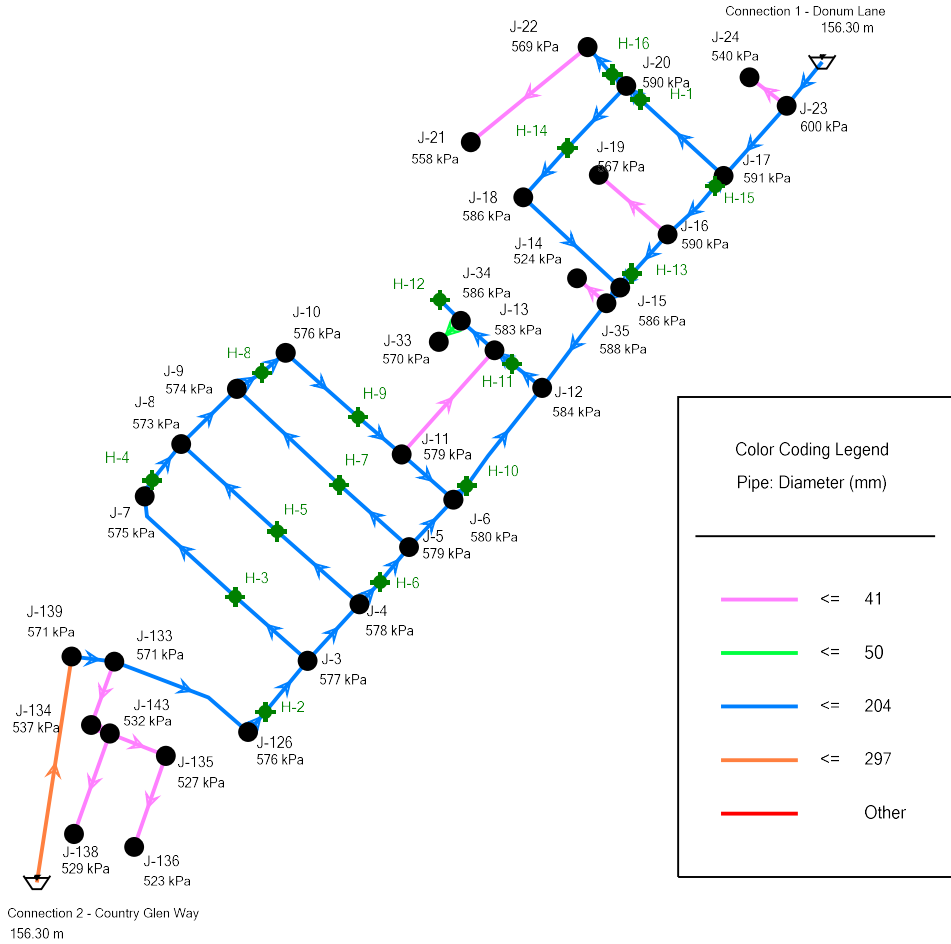 Connection 1 - Donum Lane
156.30 m
J-22
569 kPa
H-16
J-20
590 kPa
H-1
J-24
540 kPa
J-23
600 kPa
J-21
558 kPa
H-14
J-19
567 kPa
J-17
591 kPa
H-15
J-18
586 kPa
J-16
590 kPa
J-14
524 kPa
H-13
J-15
586 kPa
J-35
588 kPa
H-12
J-34
586 kPa
J-13
583 kPa
J-33
570 kPa
H-11
J-12
584 kPa
J-10
576 kPa
H-8
J-9
574 kPa
H-9
J-8
573 kPa
J-11
579 kPa
H-4
H-7
H-10
J-7
575 kPa
H-5
J-6
580 kPa
J-5
579 kPa
H-3
H-6
J-4
578 kPa
J-139
571 kPa
J-133
571 kPa
J-3
577 kPa
J-134
537 kPa
J-143
532 kPa
H-2
J-126
576 kPa
J-135
527 kPa
J-138
529 kPa
J-136
523 kPa
Connection 2 - Country Glen Way
156.30 m
Color Coding Legend
Pipe: Diameter (mm)
<= 41
<= 50
<= 204
<= 297
Other